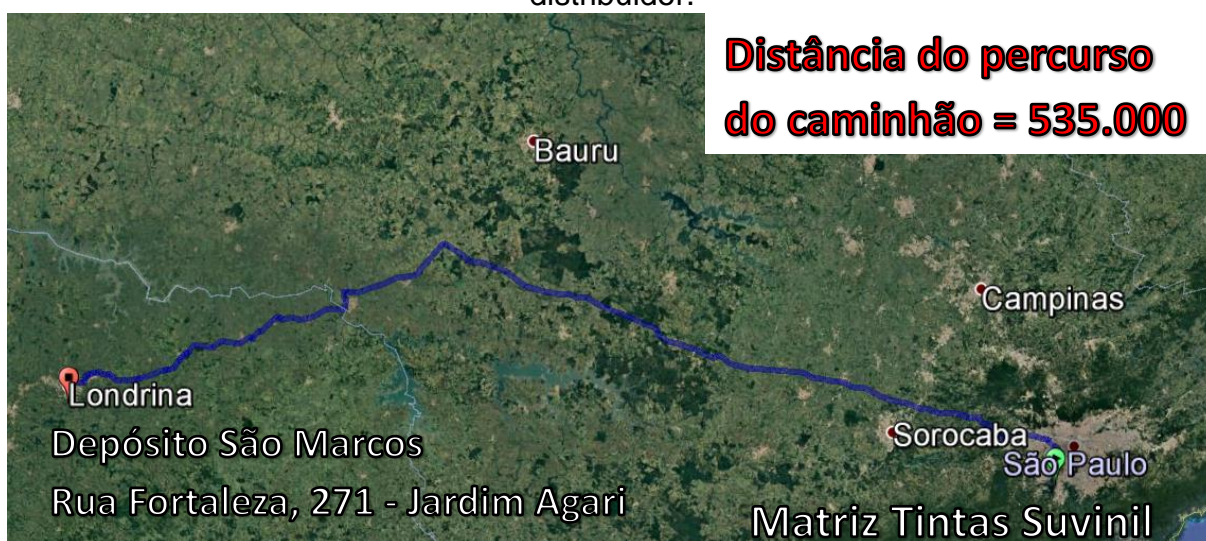 distribuidor.
Distância do percurso
do caminhão = 535.000
Bauru
Campinas
Londrina
Sorocaba
São Paulo
Depósito São Marcos
Rua Fortaleza, 271 - Jardim Agari
Matriz Tintas Suvinil